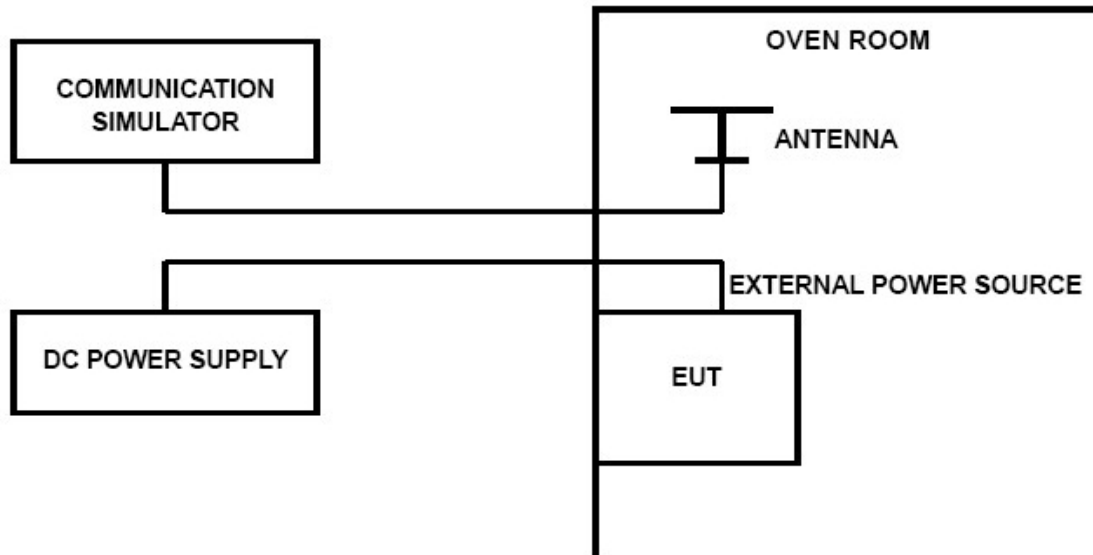 OVEN ROOM
COMMUNICATION
SIMULATOR
ANTENNA
EXTERNAL POWER SOURCE
DC POWER SUPPLY
EUT